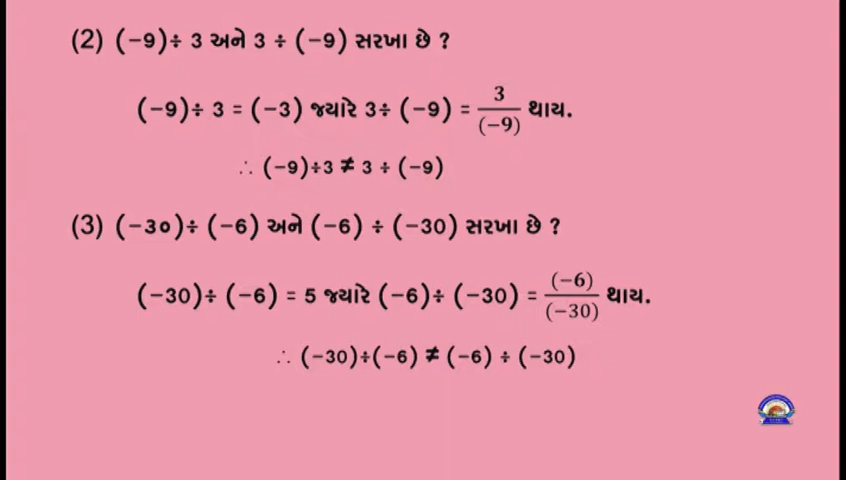 (2) (−9)÷ 3 અને 3 ÷ (−9) સરખા છે ?
(−9)÷ 3 = (−3) જ્યારે 3÷ (−9) = 3/(−9) થાય.
∴ (−9)÷3 ≠ 3 ÷ (−9)
(3) (−30)÷ (−6) અને (−6) ÷ (−30) સરખા છે ?
(−30)÷ (−6) = 5 જ્યારે (−6)÷ (−30) = (−6)/(−30) થાય.
∴ (−30)÷(−6) ≠ (−6) ÷ (−30)